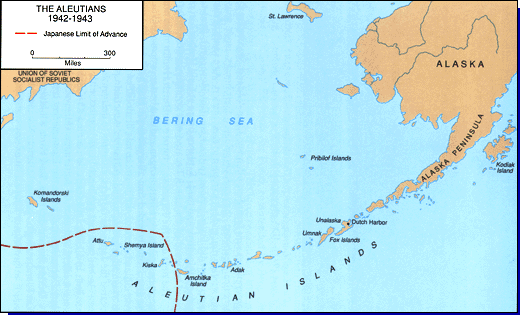 THE ALEUTIANS
1942-1943
Japanese Limit of Advance
0
300
Miles
UNION OF SOVIET
SOCIALIST REPUBLICS
St. Lawrence
ALASKA
BERING SEA
Pribilof Islands
ALASKA PENINSULA
Kodiak
Island
Komandorski
Islands
Unalaska
Dutch Harbor
Umnak
Fox islands
Attu
Shemya Island
Kiska
Amchitka
Island
Adak
ALEUTIAN ISLANDS